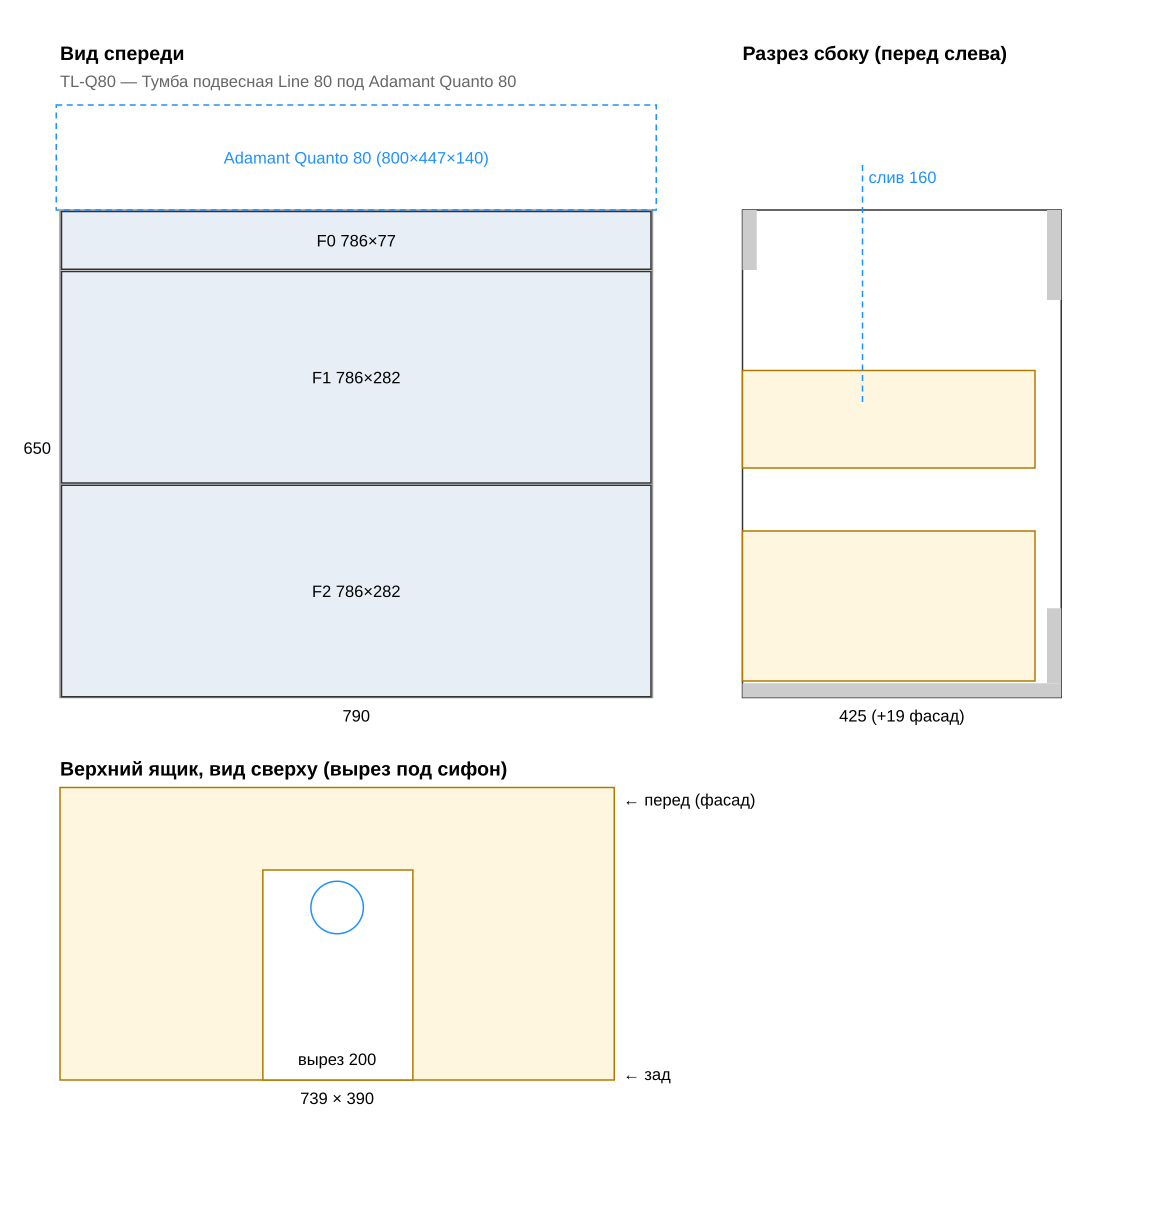 Вид спереди
TL-Q80 — Тумба подвесная Line 80 под Adamant Quanto 80
Adamant Quanto 80 (800×447×140)
F0 786×77
F1 786×282
650
F2 786×282
790
Разрез сбоку (перед слева)
слив 160
425 (+19 фасад)
Верхний ящик, вид сверху (вырез под сифон)
← перед (фасад)
вырез 200
← зад
739 × 390